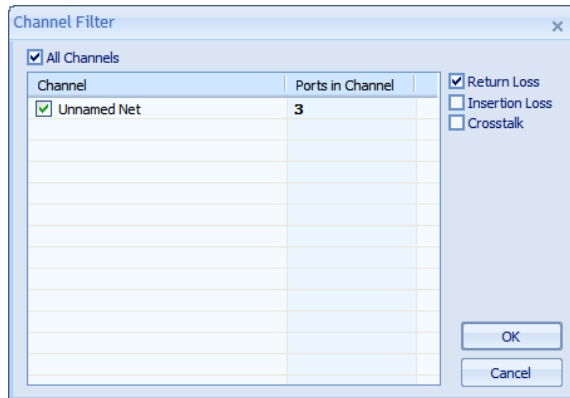 Channel Filter
All Channels
Channel Ports in Channel
Unnamed Net 3
Return Loss
Insertion Loss
Crosstalk
OK
Cancel